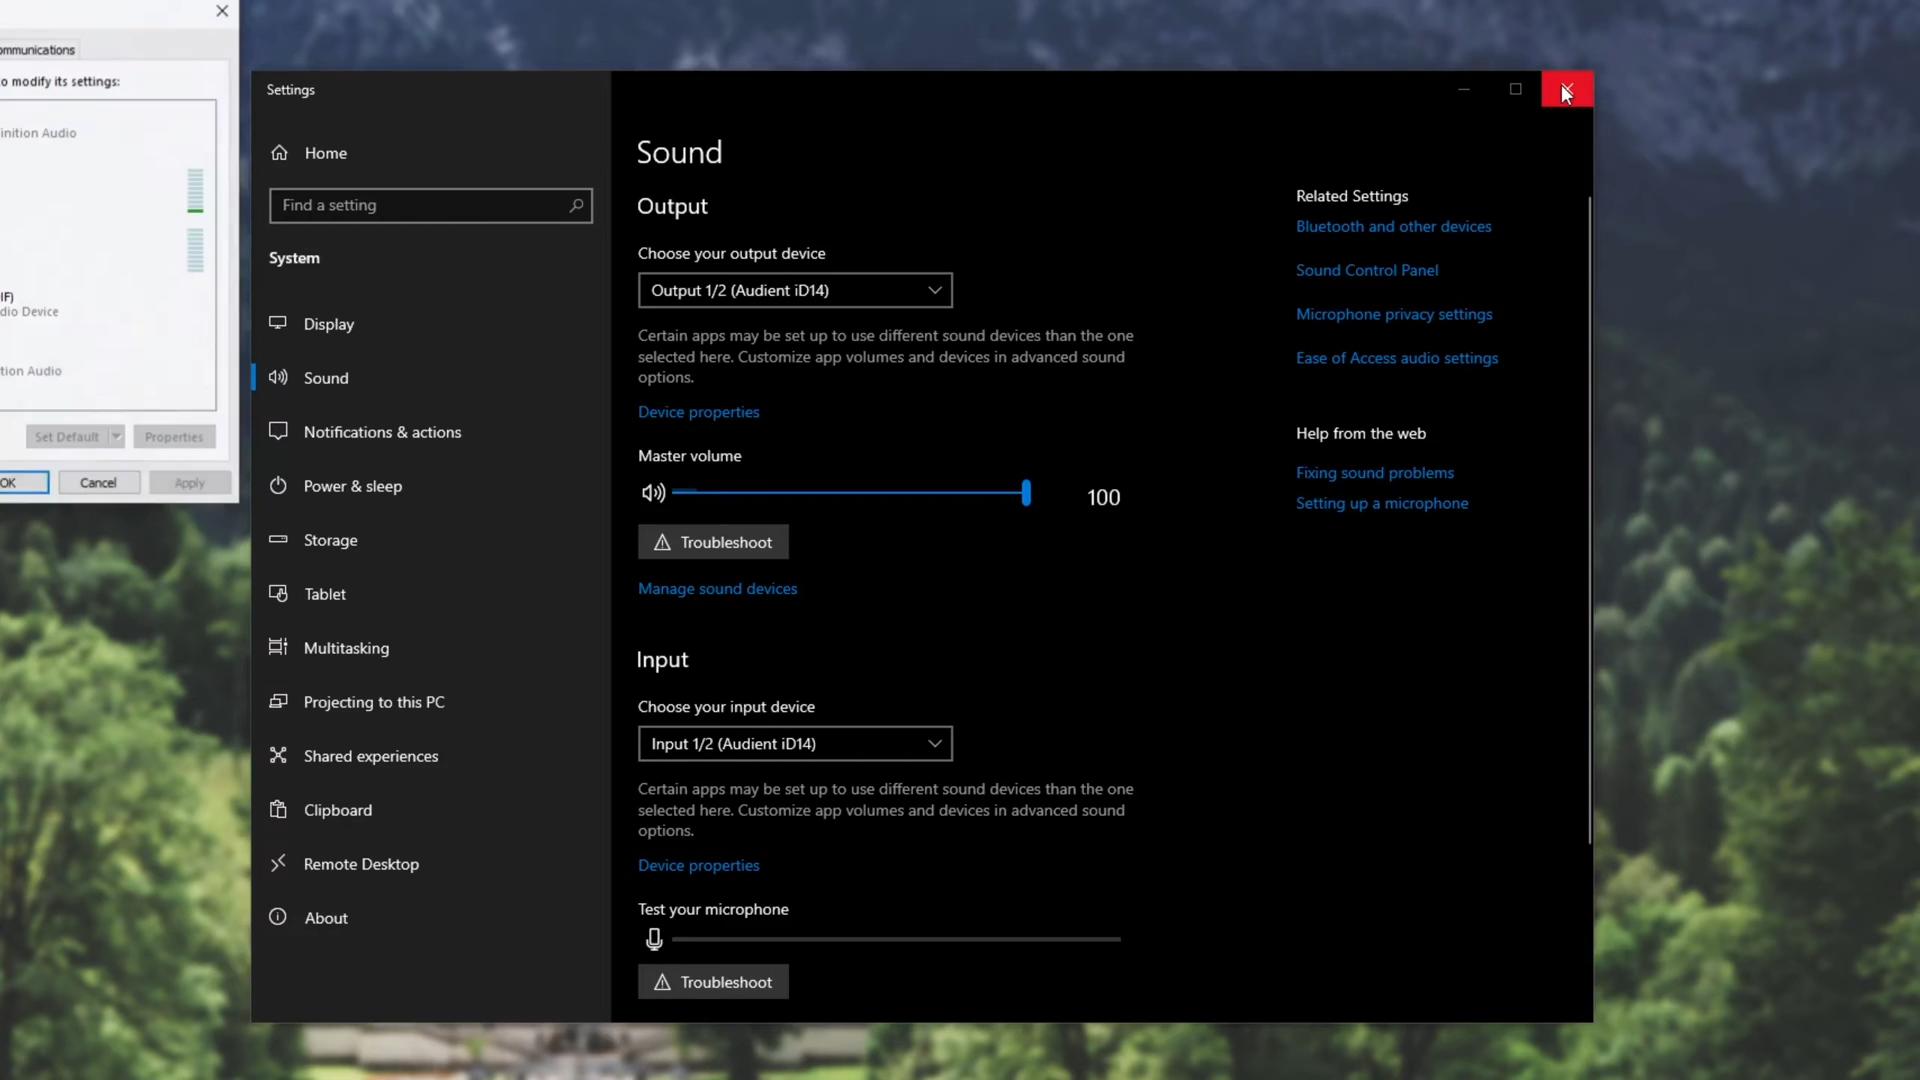 ommunications
o modify its settings:
inition Audio
IF)
dio Device
tion Audio
Set Default
Properties
OK
Cancel
Apply
Settings
Home
Find a setting
System
Display
Sound
Notifications & actions
Power & sleep
Storage
Tablet
Multitasking
Projecting to this PC
Shared experiences
Clipboard
Remote Desktop
About
Sound
Output
Choose your output device
Output 1/2 (Audient iD14)
Certain apps may be set up to use different sound devices than the one
selected here. Customize app volumes and devices in advanced sound
options.
Device properties
Master volume
100
Troubleshoot
Manage sound devices
Input
Choose your input device
Input 1/2 (Audient iD14)
Certain apps may be set up to use different sound devices than the one
selected here. Customize app volumes and devices in advanced sound
options.
Device properties
Test your microphone
Troubleshoot
Related Settings
Bluetooth and other devices
Sound Control Panel
Microphone privacy settings
Ease of Access audio settings
Help from the web
Fixing sound problems
Setting up a microphone